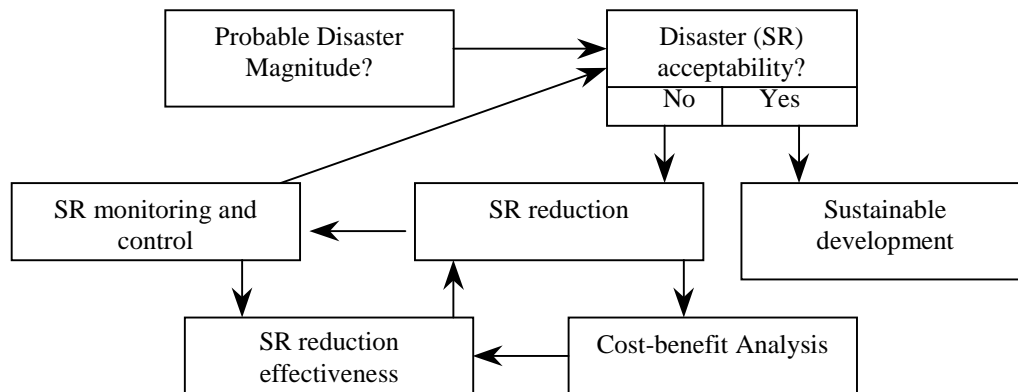 Probable Disaster
Magnitude?
Disaster (SR)
acceptability?
No
Yes
SR monitoring and
control
SR reduction
Sustainable
development
SR reduction
effectiveness
Cost-benefit Analysis